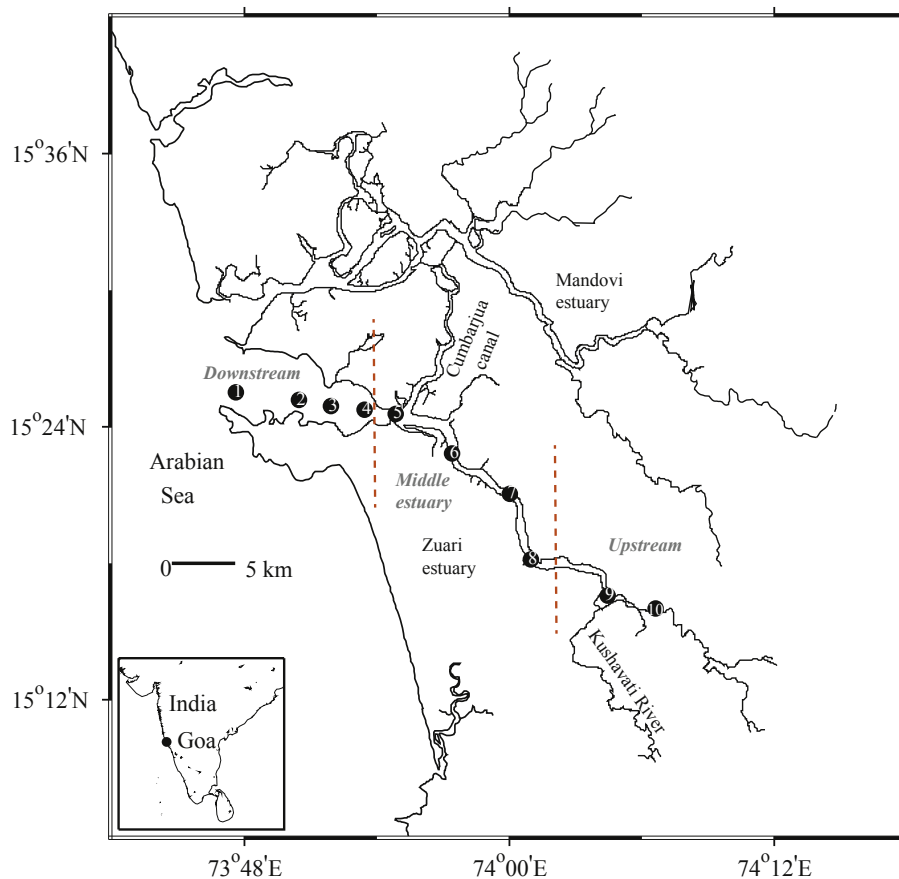 15°36'N
15°24'N
15°12'N
73°48'E
74°00'E
74°12'E
Mandovi
estuary
Cumbarjua
canal
Downstream
1
2
3
4
5
6
7
8
9
10
Arabian
Sea
Middle
estuary
Zuari
estuary
Upstream
0 5 km
Kushavati River
India
Goa